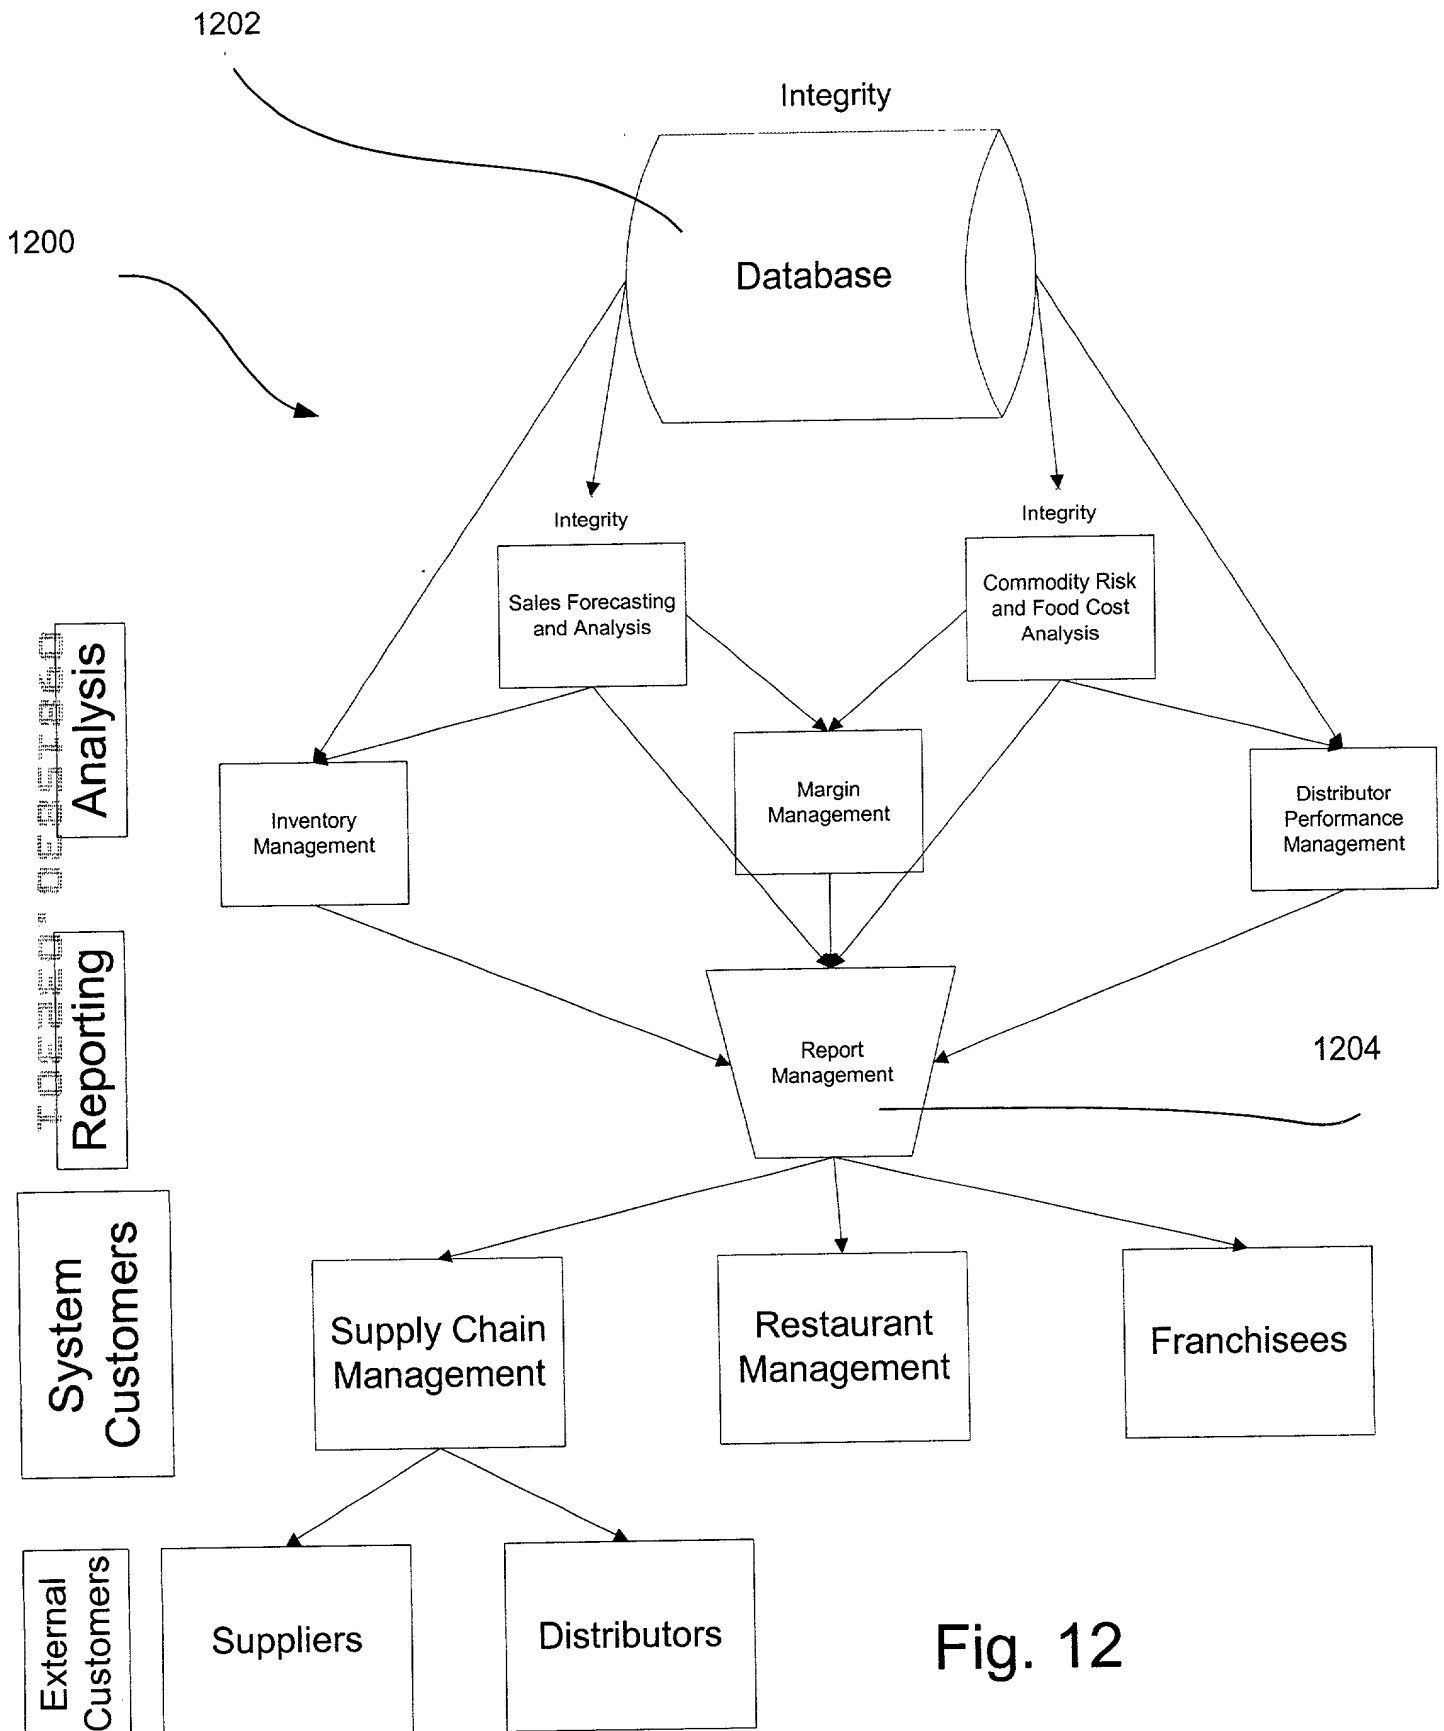 1202
Integrity
1200
Database
Integrity
Integrity
Sales Forecasting
and Analysis
Commodity Risk
and Food Cost
Analysis
Analysis
Inventory
Management
Margin
Management
Distributor
Performance
Management
Reporting
Report
Management
1204
System
Customers
Supply Chain
Management
Restaurant
Management
Franchisees
External
Customers
Suppliers
Distributors
Fig. 12